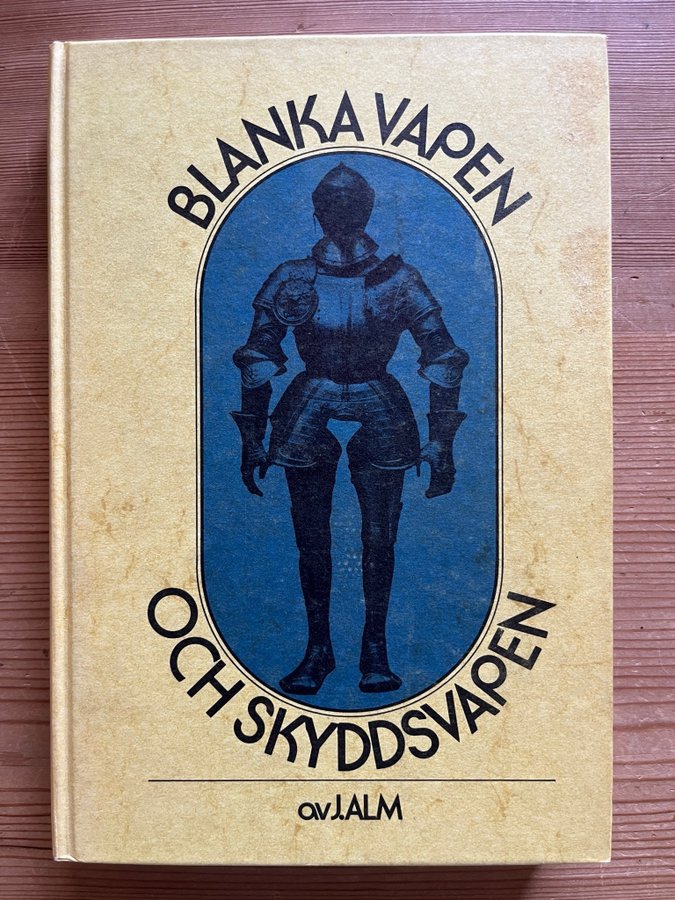 BLANKA VAPEN
OCH SKYDDSVAPEN
av J. ALM